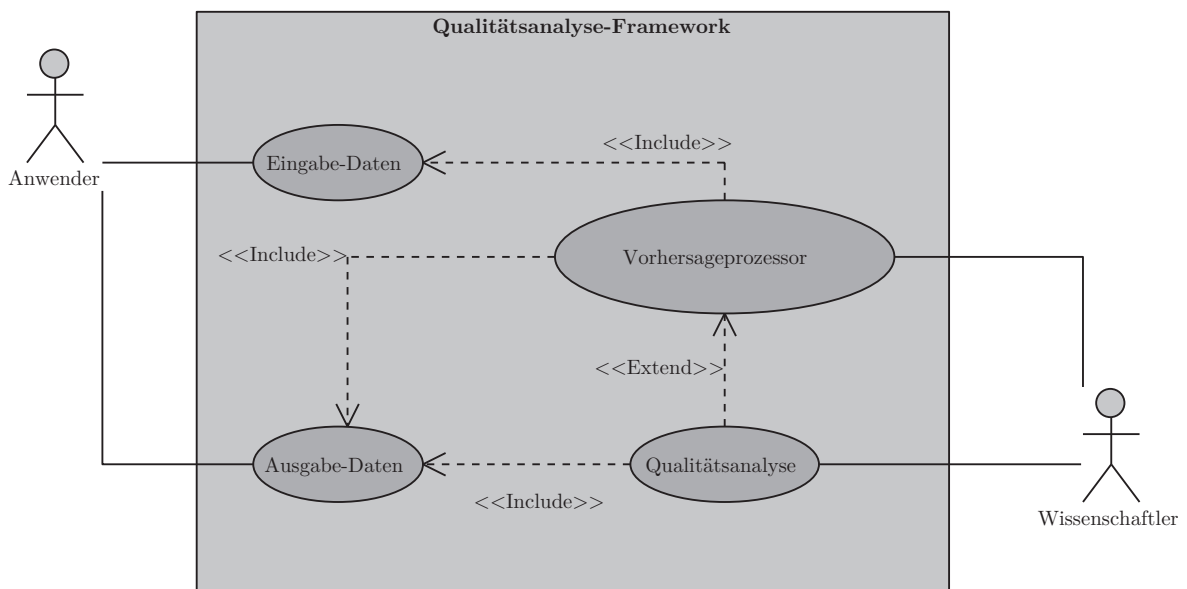 Qualitätsanalyse-Framework
<<Include>>
Eingabe-Daten
Anwender
<<Include>>
Vorhersageprozessor
<<Extend>>
Ausgabe-Daten
Qualitätsanalyse
<<Include>>
Wissenschaftler